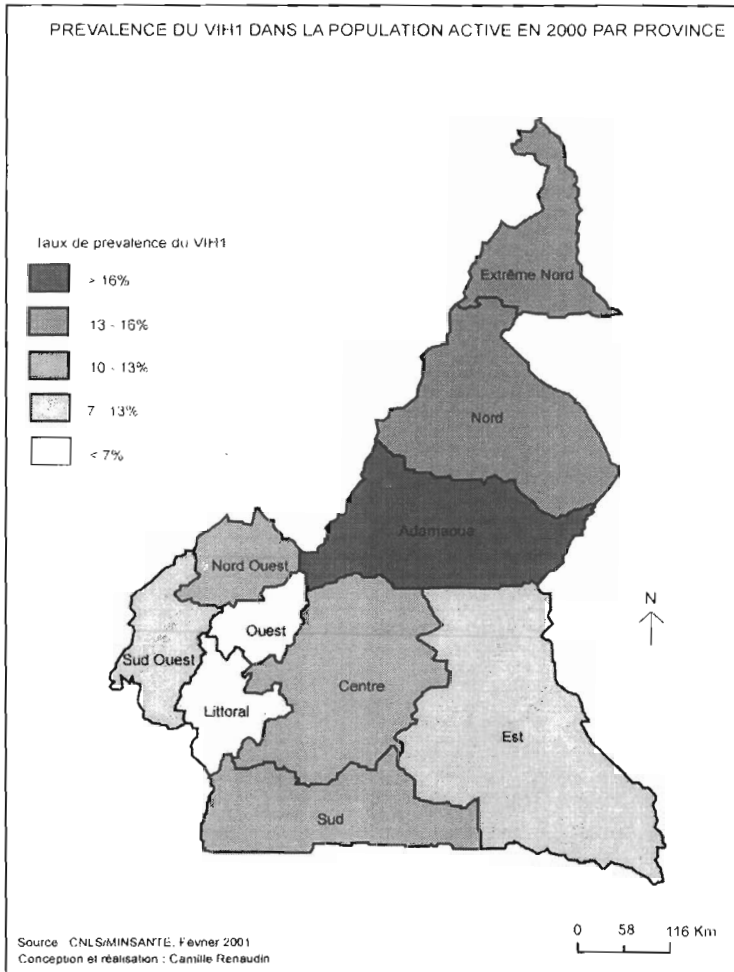 PREVALENCE DU VIH1 DANS LA POPULATION ACTIVE EN 2000 PAR PROVINCE
Taux de prévalence du VIH1
> 16%
13 - 16%
10 - 13%
7 13%
< 7%
Extrême Nord
Nord
Adamaoua
Nord Ouest
Ouest
Sud Ouest
Littoral
Centre
Est
Sud
N
Source CNLS/MINSANTE, Février 2001
Conception et réalisation : Camille Renaudin
0 58 116 Km